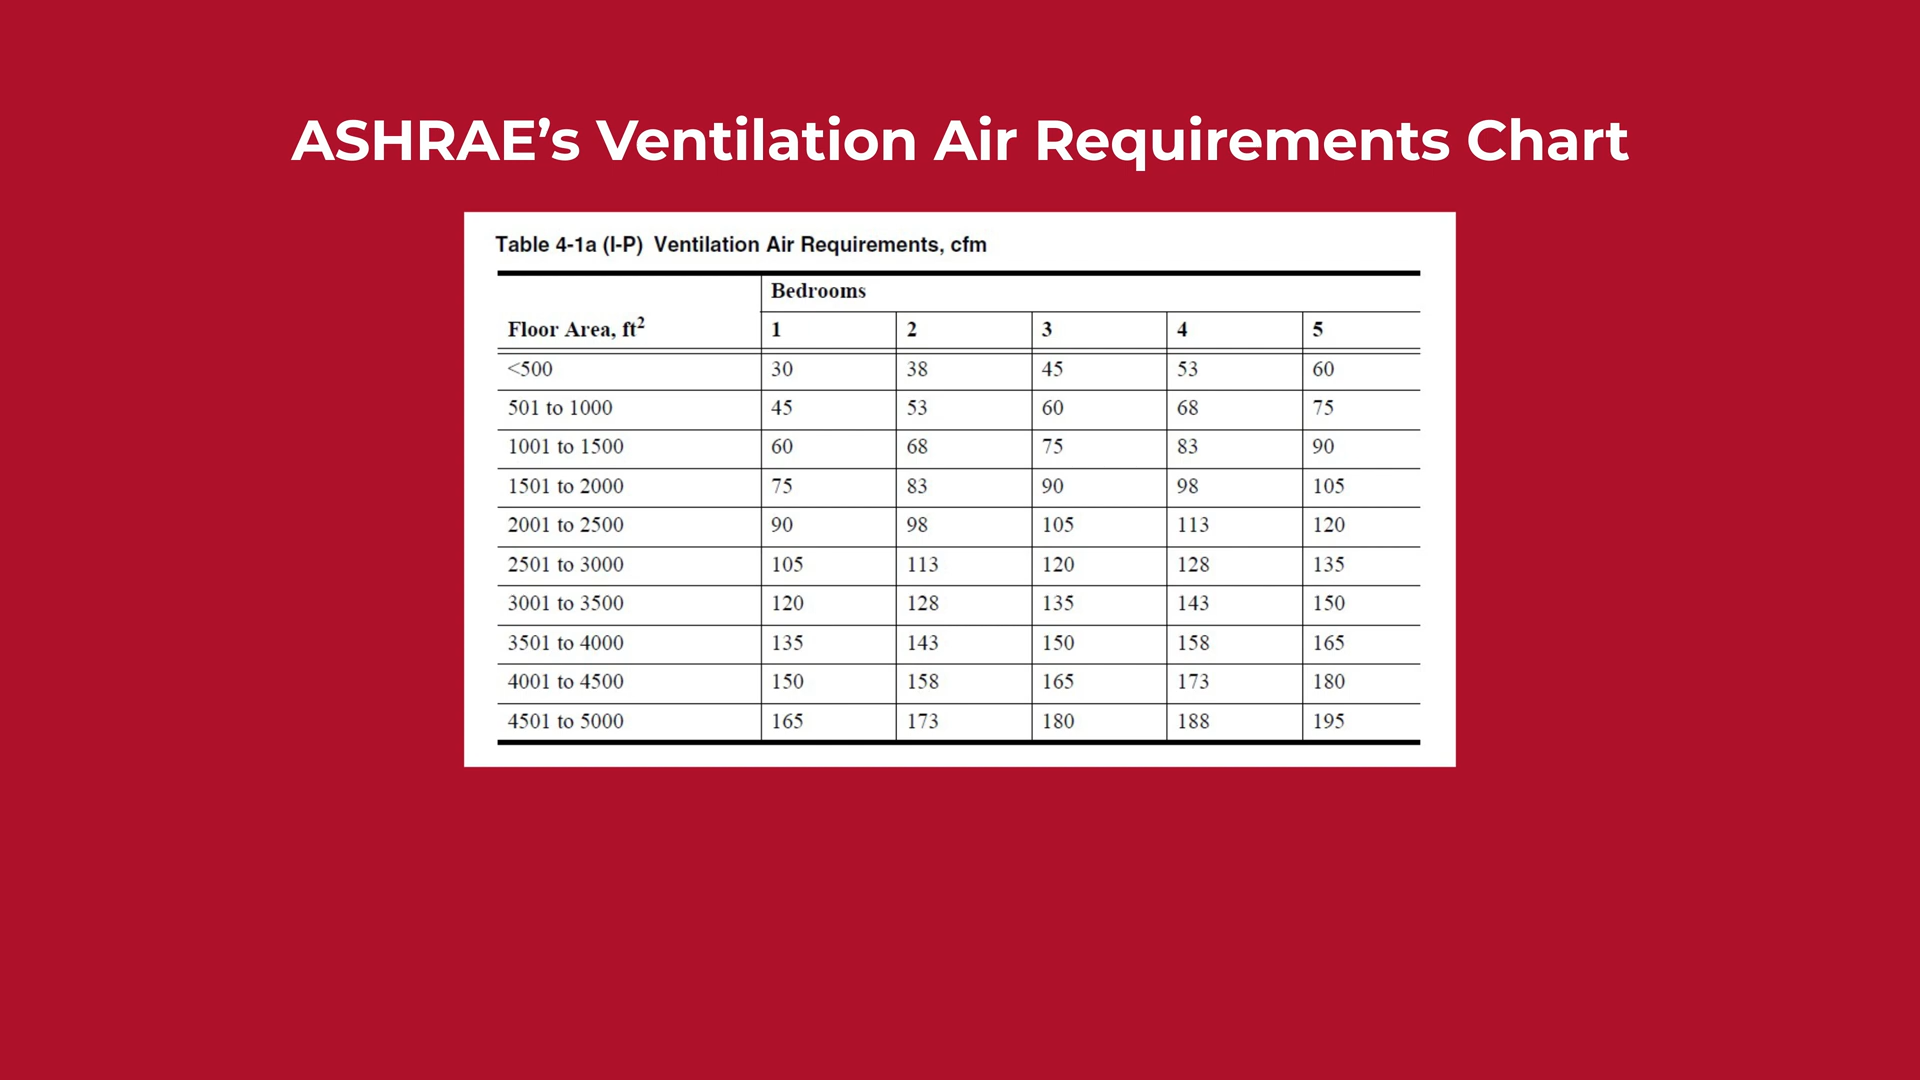 ASHRAE’s Ventilation Air Requirements Chart
Table 4-1a (I-P) Ventilation Air Requirements, cfm
Bedrooms
Floor Area, ft² 1 2 3 4 5
<500 30 38 45 53 60
501 to 1000 45 53 60 68 75
1001 to 1500 60 68 75 83 90
1501 to 2000 75 83 90 98 105
2001 to 2500 90 98 105 113 120
2501 to 3000 105 113 120 128 135
3001 to 3500 120 128 135 143 150
3501 to 4000 135 143 150 158 165
4001 to 4500 150 158 165 173 180
4501 to 5000 165 173 180 188 195